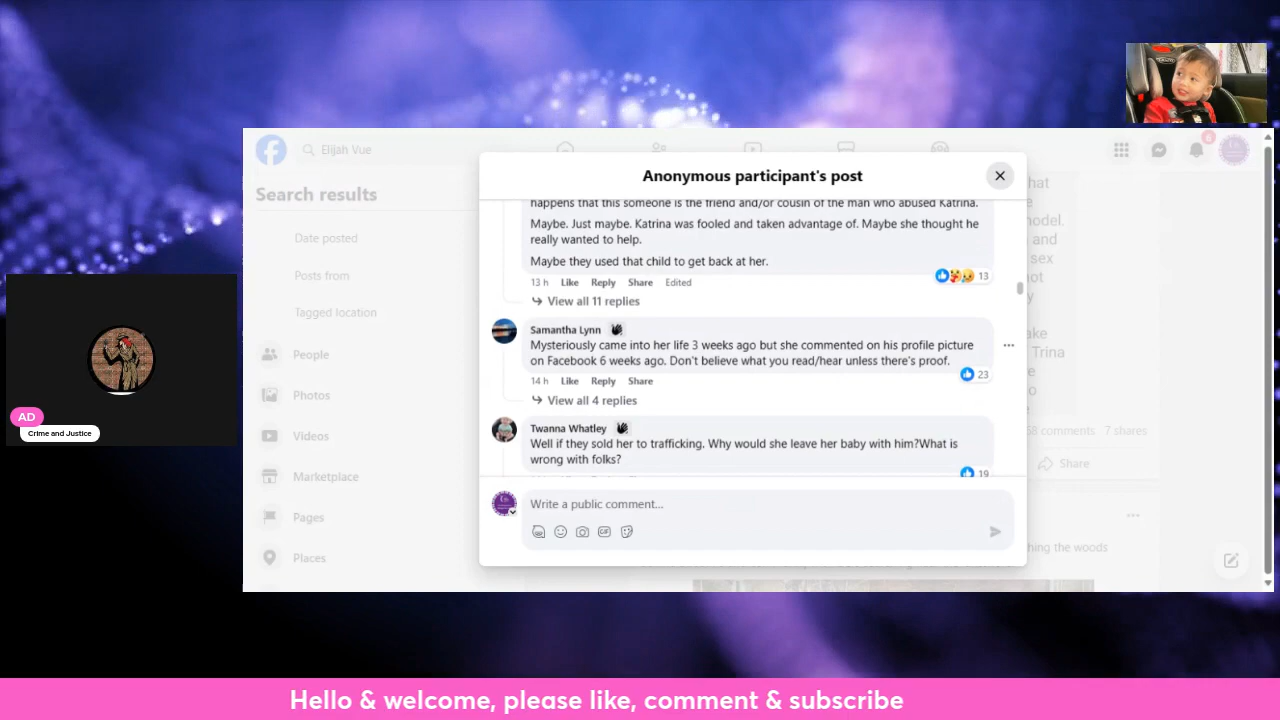 Elijah Vue
6
Search results
Date posted
Posts from
Tagged location
People
Photos
Events
Videos
Marketplace
Pages
Places
Anonymous participant's post
happens that this someone is the friend and/or cousin of the man who abused Katrina.
Maybe. Just maybe. Katrina was fooled and taken advantage of. Maybe she thought he
really wanted to help.
Maybe they used that child to get back at her.
13
13 h Like Reply Share Edited
View all 11 replies
Samantha Lynn
Mysteriously came into her life 3 weeks ago but she commented on his profile picture
on Facebook 6 weeks ago. Don't believe what you read/hear unless there's proof.
23
14 h Like Reply Share
View all 4 replies
Twanna Whatley
Well if they sold her to trafficking. Why would she leave her baby with him?What is
wrong with folks?
19
Write a public comment...
GIF
hat
e
nodel.
and
sex
not
y
ake
Trina
e
o
e
58 comments 7 shares
Share
hing the woods
AD
Crime and Justice
Hello & welcome, please like, comment & subscribe